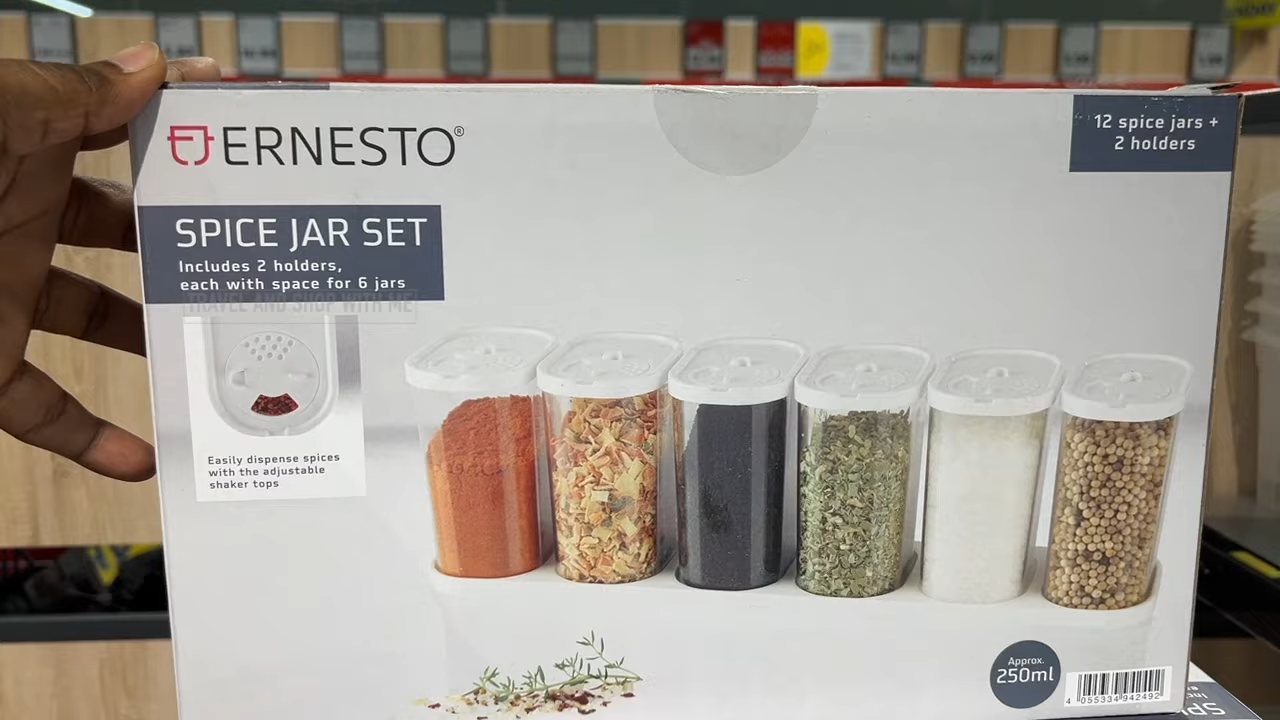 ERNESTO®
12 spice jars +
2 holders
SPICE JAR SET
Includes 2 holders,
each with space for 6 jars
TRAVEL AND SHOP WITH ME
Easily dispense spices
with the adjustable
shaker tops
Approx.
250ml
4 055334 942492